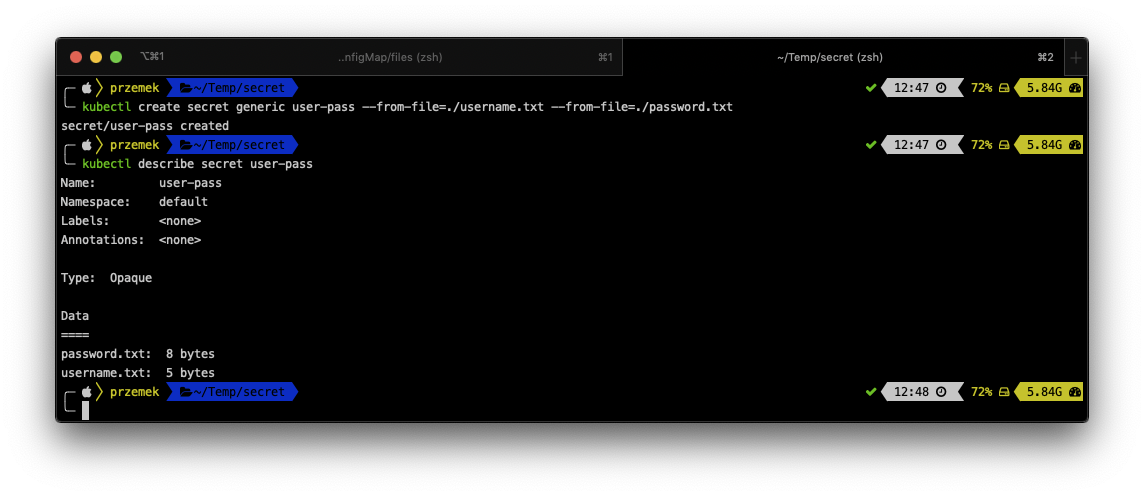 ⌥⌘1 ..nfigMap/files (zsh) ⌘1 ~/Temp/secret (zsh) ⌘2 +
przemek ~/Temp/secret ✔ 12:47 72% 5.84G
kubectl create secret generic user-pass --from-file=./username.txt --from-file=./password.txt
secret/user-pass created
przemek ~/Temp/secret ✔ 12:47 72% 5.84G
kubectl describe secret user-pass
Name: user-pass
Namespace: default
Labels: <none>
Annotations: <none>
Type: Opaque
Data
====
password.txt: 8 bytes
username.txt: 5 bytes
przemek ~/Temp/secret ✔ 12:48 72% 5.84G